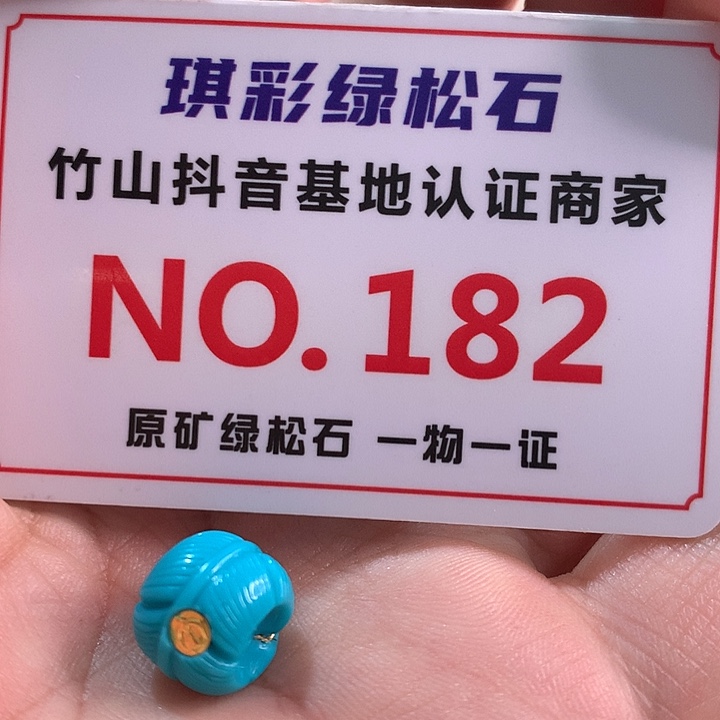 琪彩绿松石
竹山抖音基地认证商家
NO.182
原矿绿松石 一物一证